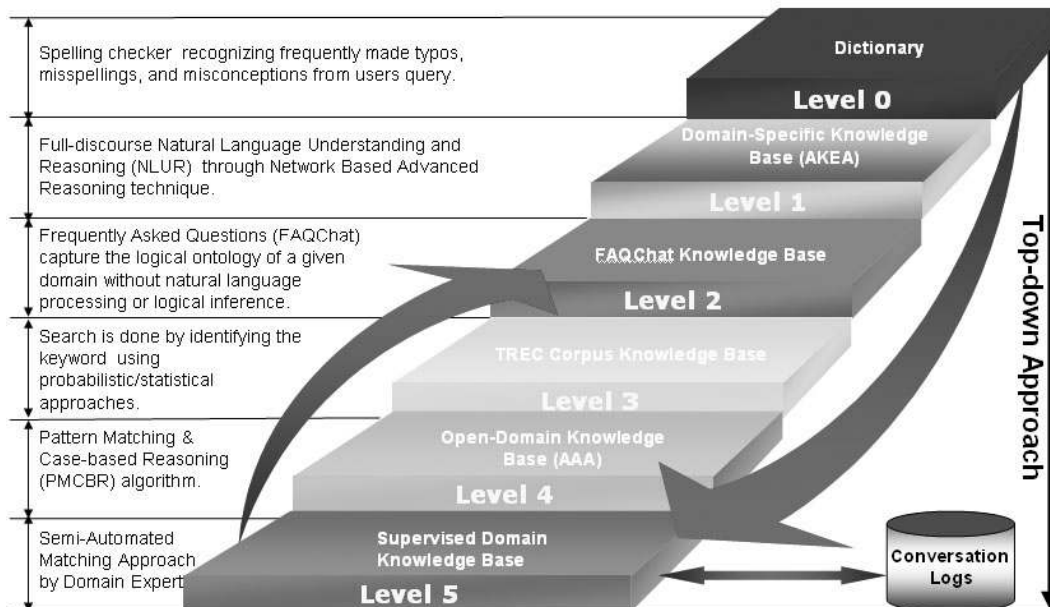 Spelling checker recognizing frequently made typos,
misspellings, and misconceptions from users query.
Dictionary
Level 0
Full-discourse Natural Language Understanding and
Reasoning (NLUR) through Network Based Advanced
Reasoning technique.
Domain-Specific Knowledge
Base (AKEA)
Level 1
Frequently Asked Questions (FAQChat)
capture the logical ontology of a given
domain without natural language
processing or logical inference.
FAQChat Knowledge Base
Level 2
Search is done by identifying the
keyword using
probabilistic/statistical
approaches.
TREC Corpus Knowledge Base
Level 3
Pattern Matching &
Case-based Reasoning
(PMCBR) algorithm.
Open-Domain Knowledge
Base (AAA)
Level 4
Semi-Automated
Matching Approach
by Domain Expert
Supervised Domain
Knowledge Base
Level 5
Conversation
Logs
Top-down Approach